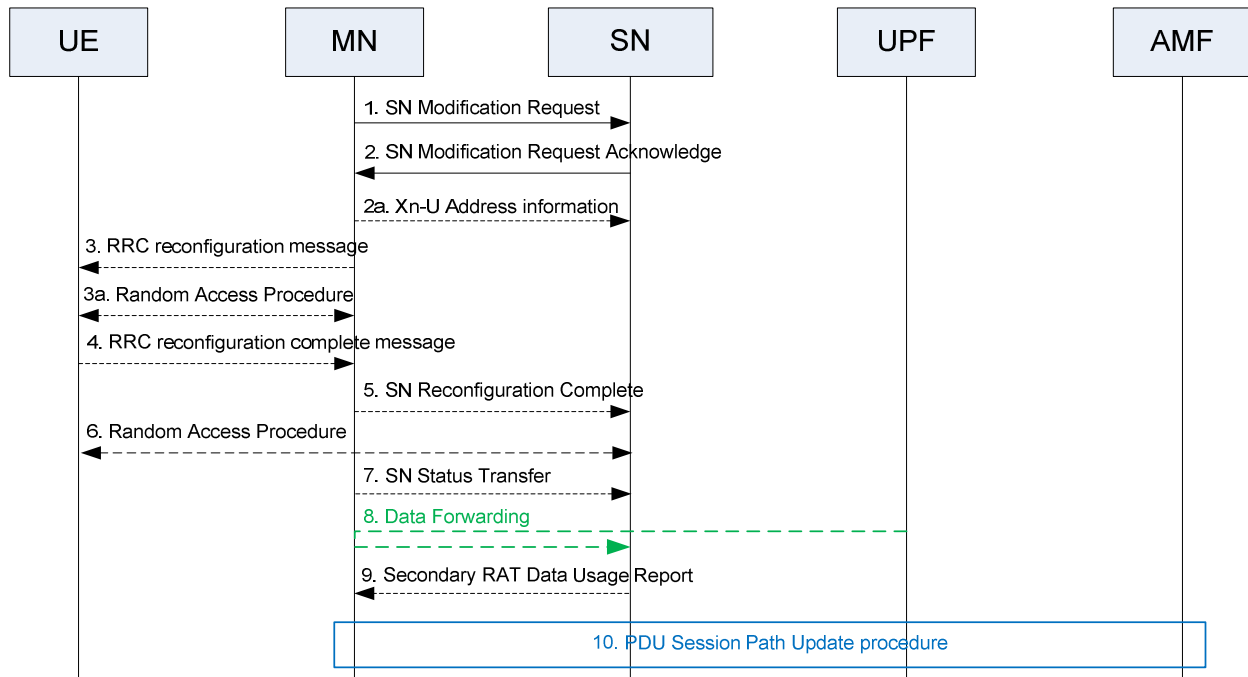 UE
MN
SN
UPF
AMF
1. SN Modification Request
2. SN Modification Request Acknowledge
2a. Xn-U Address information
3. RRC reconfiguration message
3a. Random Access Procedure
4. RRC reconfiguration complete message
5. SN Reconfiguration Complete
6. Random Access Procedure
7. SN Status Transfer
8. Data Forwarding
9. Secondary RAT Data Usage Report
10. PDU Session Path Update procedure